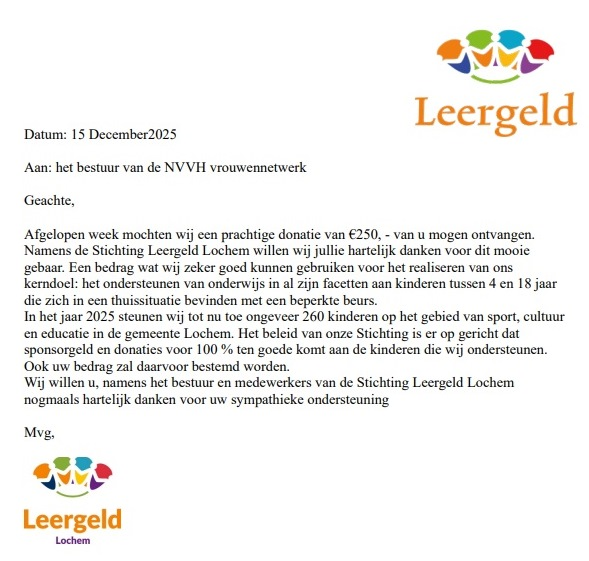 Leergeld
Datum: 15 December2025
Aan: het bestuur van de NVVH vrouwennetwerk
Geachte,
Afgelopen week mochten wij een prachtige donatie van €250, - van u mogen ontvangen.
Namens de Stichting Leergeld Lochem willen wij jullie hartelijk danken voor dit mooie
gebaar. Een bedrag wat wij zeker goed kunnen gebruiken voor het realiseren van ons
kerndoel: het ondersteunen van onderwijs in al zijn facetten aan kinderen tussen 4 en 18 jaar
die zich in een thuissituatie bevinden met een beperkte beurs.
In het jaar 2025 steunen wij tot nu toe ongeveer 260 kinderen op het gebied van sport, cultuur
en educatie in de gemeente Lochem. Het beleid van onze Stichting is er op gericht dat
sponsorgeld en donaties voor 100 % ten goede komt aan de kinderen die wij ondersteunen.
Ook uw bedrag zal daarvoor bestemd worden.
Wij willen u, namens het bestuur en medewerkers van de Stichting Leergeld Lochem
nogmaals hartelijk danken voor uw sympathieke ondersteuning
Mvg,
Leergeld
Lochem